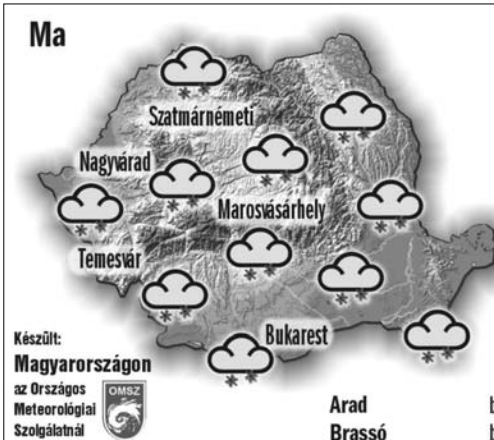 Ma
Szatmárnémeti
Nagyvárad
Marosvásárhely
Temesvár
Bukarest
Készült:
Magyarországon
az Országos
Meteorológiai
Szolgálatnál
OMSZ
Arad
Brassó